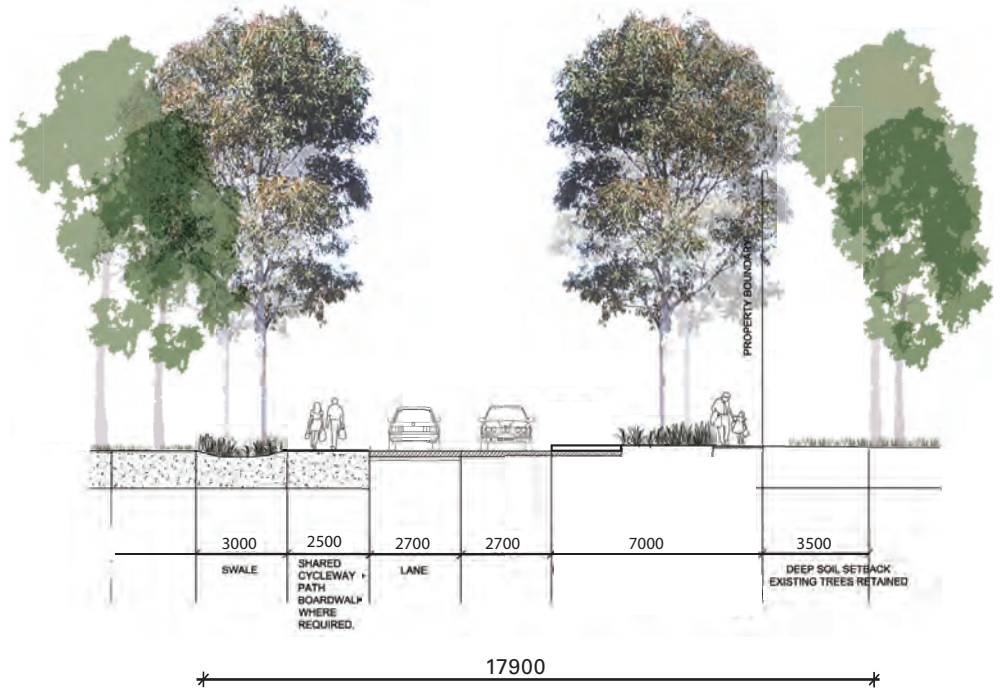 PROPERTY BOUNDARY
3000
2500
2700
2700
7000
3500
SWALE
SHARED
CYCLEWAY
PATH
BOARDWALK
WHERE
REQUIRED.
LANE
DEEP SOIL SETBACK
EXISTING TREES RETAINED
17900